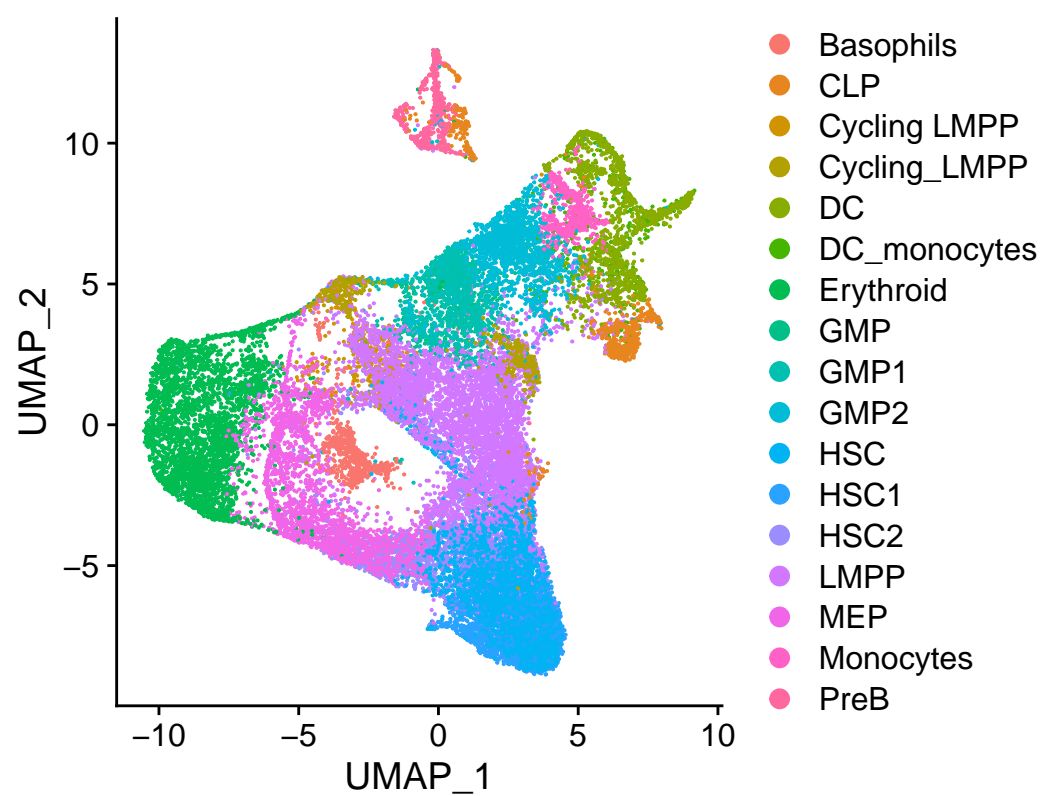 10
5
0
−5
UMAP_2
−10
−5
0
5
10
UMAP_1
Basophils
CLP
Cycling LMPP
Cycling_LMPP
DC
DC_monocytes
Erythroid
GMP
GMP1
GMP2
HSC
HSC1
HSC2
LMPP
MEP
Monocytes
PreB